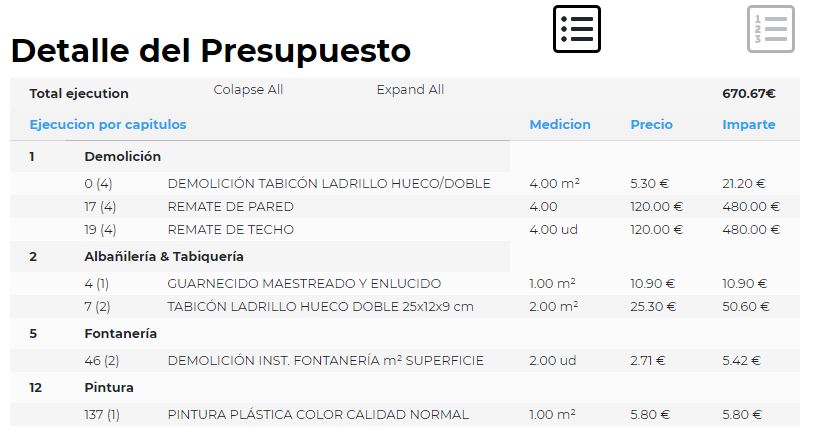 1
2
3
Detalle del Presupuesto
Total ejecution Colapse All Expand All 670.67€
Ejecucion por capitulos Medicion Precio Imparte
1 Demolición
0 (4) DEMOLICIÓN TABICÓN LADRILLO HUECO/DOBLE 4.00 m² 5.30 € 21.20 €
17 (4) REMATE DE PARED 4.00 120.00 € 480.00 €
19 (4) REMATE DE TECHO 4.00 ud 120.00 € 480.00 €
2 Albañilería & Tabiquería
4 (1) GUARNECIDO MAESTREADO Y ENLUCIDO 1.00 m² 10.90 € 10.90 €
7 (2) TABICÓN LADRILLO HUECO DOBLE 25x12x9 cm 2.00 m² 25.30 € 50.60 €
5 Fontanería
46 (2) DEMOLICIÓN INST. FONTANERÍA m² SUPERFICIE 2.00 ud 2.71 € 5.42 €
12 Pintura
137 (1) PINTURA PLÁSTICA COLOR CALIDAD NORMAL 1.00 m² 5.80 € 5.80 €